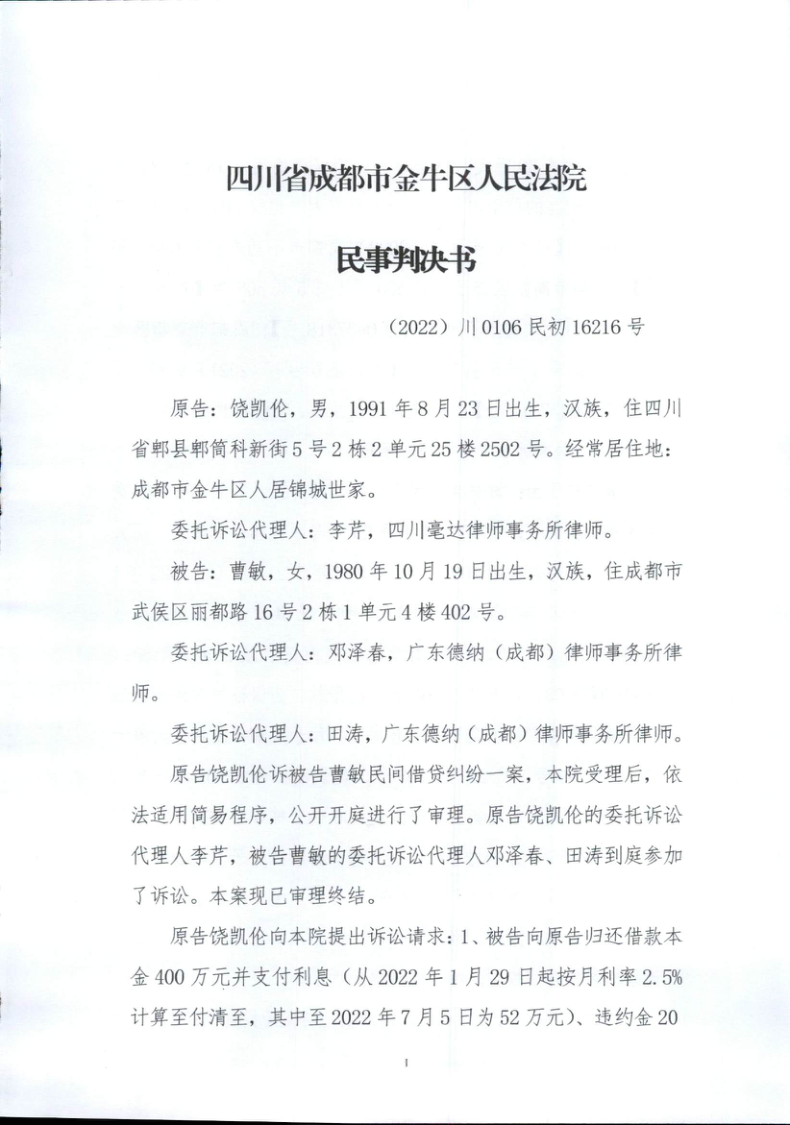 四川省成都市金牛区人民法院
民事判决书
（2022）川 0106 民初 16216 号
原告：饶凯伦，男，1991 年 8 月 23 日出生，汉族，住四川
省郫县郫筒科新街 5 号 2 栋 2 单元 25 楼 2502 号。经常居住地：
成都市金牛区人居锦城世家。
委托诉讼代理人：李芹，四川毫达律师事务所律师。
被告：曹敏，女，1980 年 10 月 19 日出生，汉族，住成都市
武侯区丽都路 16 号 2 栋 1 单元 4 楼 402 号。
委托诉讼代理人：邓泽春，广东德纳（成都）律师事务所律
师。
委托诉讼代理人：田涛，广东德纳（成都）律师事务所律师。
原告饶凯伦诉被告曹敏民间借贷纠纷一案，本院受理后，依
法适用简易程序，公开开庭进行了审理。原告饶凯伦的委托诉讼
代理人李芹，被告曹敏的委托诉讼代理人邓泽春、田涛到庭参加
了诉讼。本案现已审理终结。
原告饶凯伦向本院提出诉讼请求：1、被告向原告归还借款本
金 400 万元并支付利息（从 2022 年 1 月 29 日起按月利率 2.5%
计算至付清至，其中至 2022 年 7 月 5 日为 52 万元）、违约金 20
1